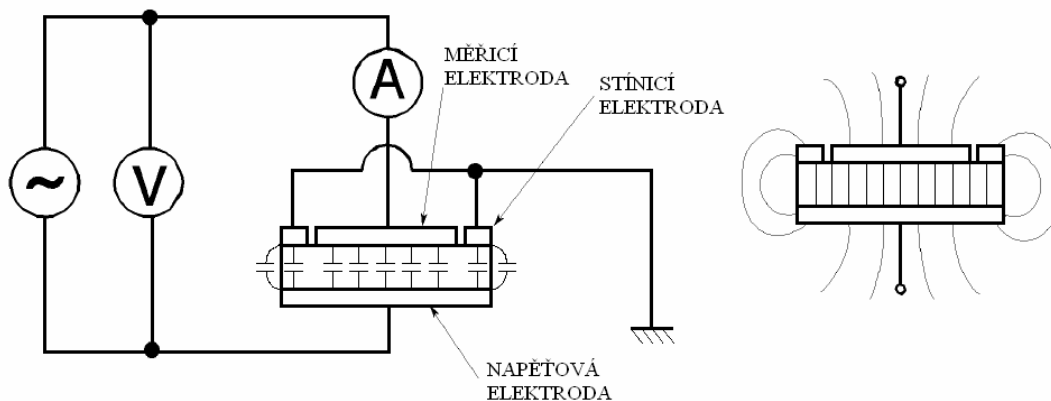 MĚŘICÍ
ELEKTRODA
STÍNICÍ
ELEKTRODA
A
~
V
NAPĚŤOVÁ
ELEKTRODA